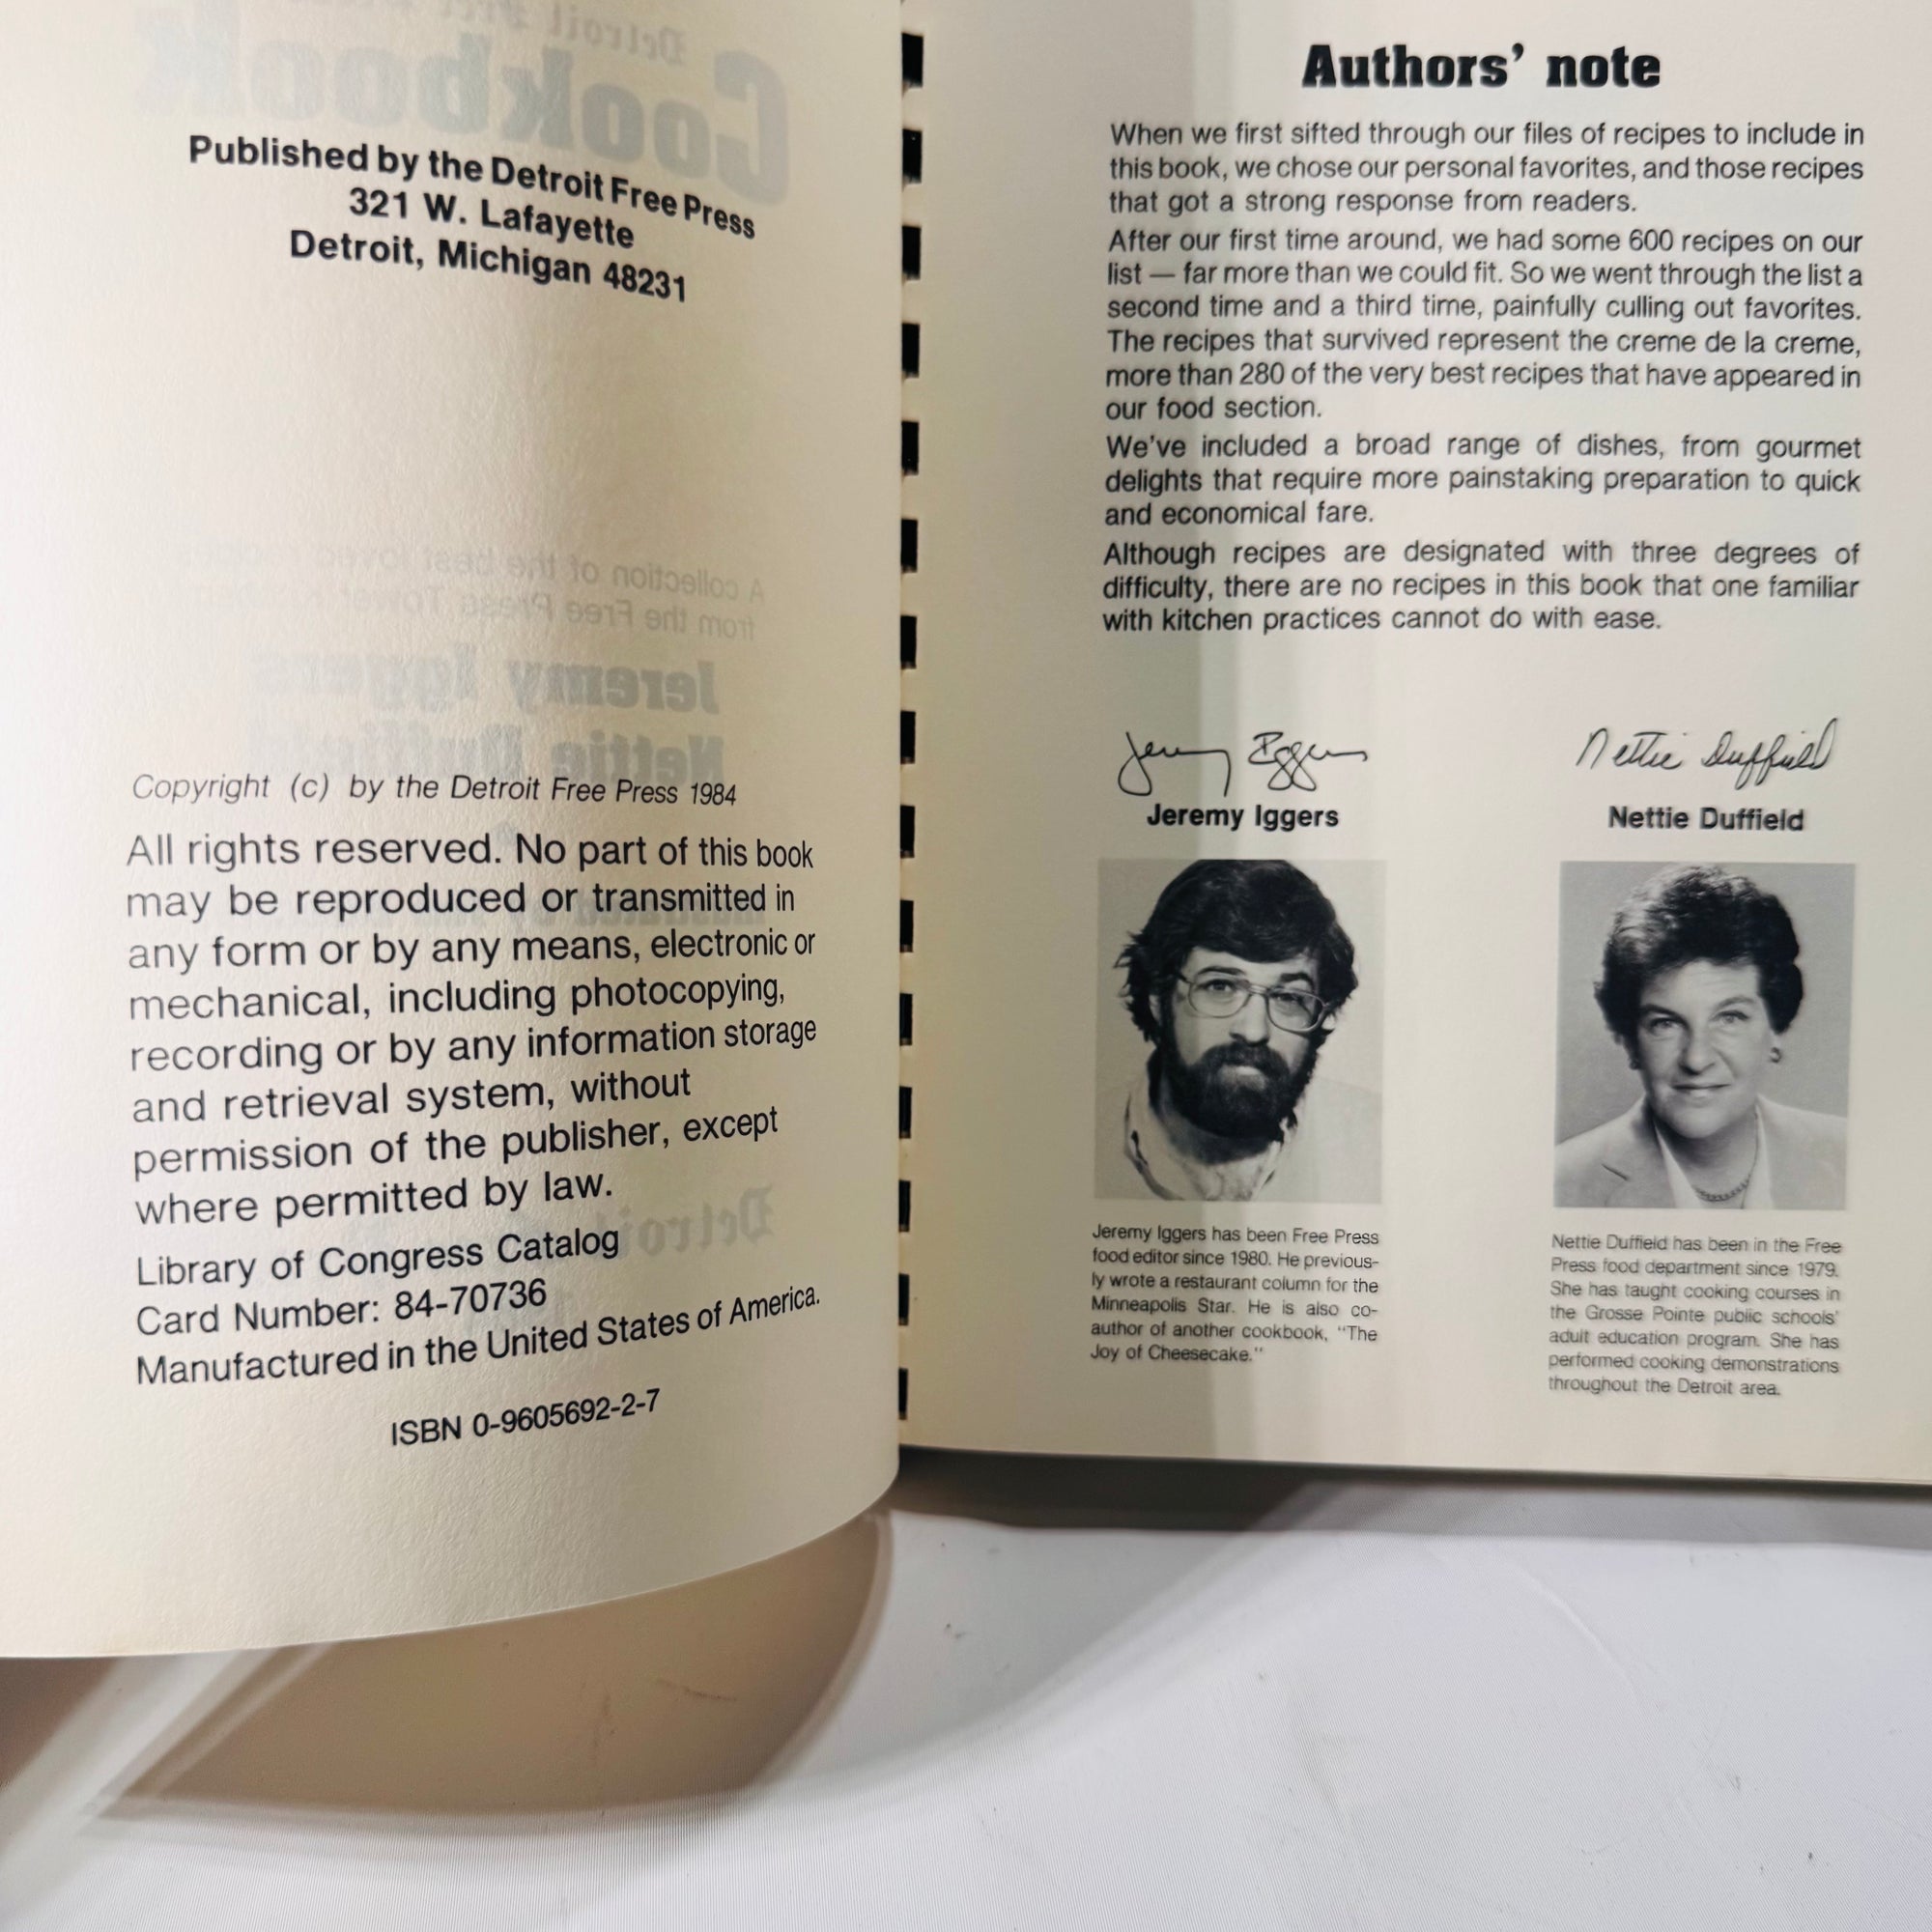 Published by the Detroit Free Press
321 W. Lafayette
Detroit, Michigan 48231
Copyright (c) by the Detroit Free Press 1984
All rights reserved. No part of this book
may be reproduced or transmitted in
any form or by any means, electronic or
mechanical, including photocopying,
recording or by any information storage
and retrieval system, without
permission of the publisher, except
where permitted by law.
Library of Congress Catalog
Card Number: 84-70736
Manufactured in the United States of America.
ISBN 0-9605692-2-7
Authors' note
When we first sifted through our files of recipes to include in
this book, we chose our personal favorites, and those recipes
that got a strong response from readers.
After our first time around, we had some 600 recipes on our
list — far more than we could fit. So we went through the list a
second time and a third time, painfully culling out favorites.
The recipes that survived represent the creme de la creme,
more than 280 of the very best recipes that have appeared in
our food section.
We've included a broad range of dishes, from gourmet
delights that require more painstaking preparation to quick
and economical fare.
Although recipes are designated with three degrees of
difficulty, there are no recipes in this book that one familiar
with kitchen practices cannot do with ease.
Jeremy Iggers
Jeremy Iggers
Jeremy Iggers has been Free Press
food editor since 1980. He previous-
ly wrote a restaurant column for the
Minneapolis Star. He is also co-
author of another cookbook, "The
Joy of Cheesecake."
Nettie Duffield
Nettie Duffield
Nettie Duffield has been in the Free
Press food department since 1979.
She has taught cooking courses in
the Grosse Pointe public schools'
adult education program. She has
performed cooking demonstrations
throughout the Detroit area.